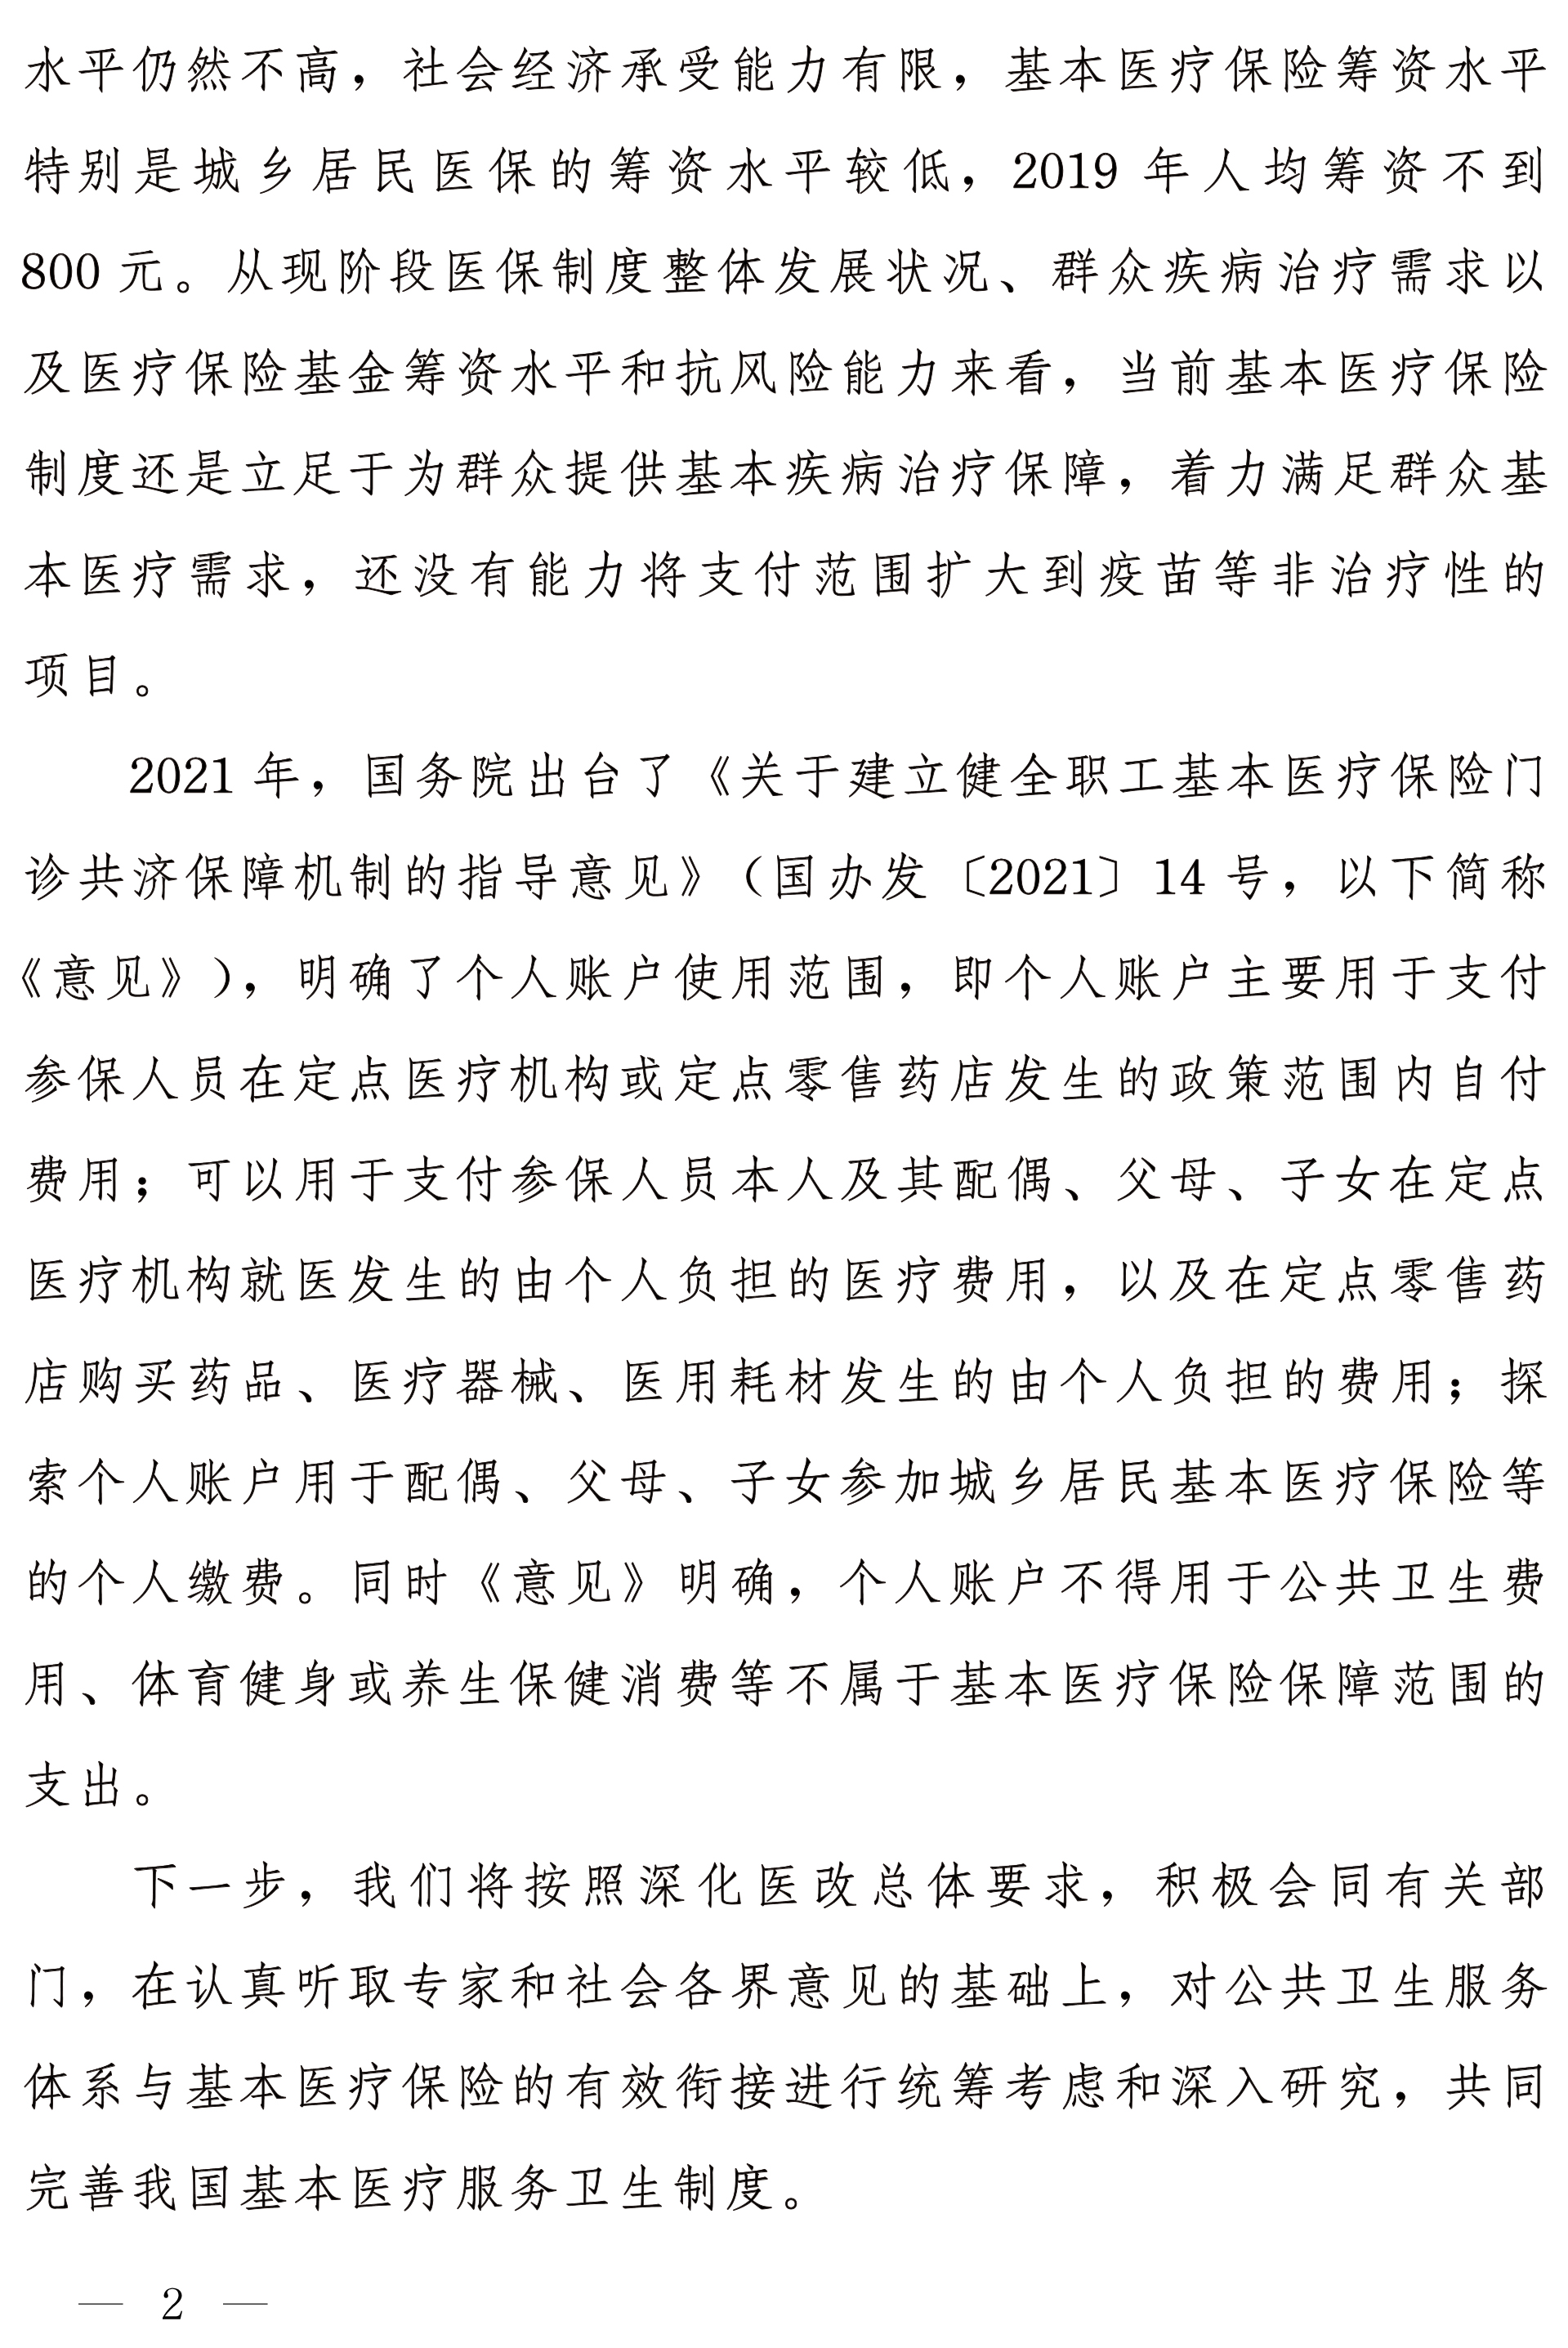 水平仍然不高，社会经济承受能力有限，基本医疗保险筹资水平
特别是城乡居民医保的筹资水平较低，2019 年人均筹资不到
800 元。从现阶段医保制度整体发展状况、群众疾病治疗需求以
及医疗保险基金筹资水平和抗风险能力来看，当前基本医疗保险
制度还是立足于为群众提供基本疾病治疗保障，着力满足群众基
本医疗需求，还没有能力将支付范围扩大到疫苗等非治疗性的
项目。
2021 年，国务院出台了《关于建立健全职工基本医疗保险门
诊共济保障机制的指导意见》（国办发〔2021〕14 号，以下简称
《意见》），明确了个人账户使用范围，即个人账户主要用于支付
参保人员在定点医疗机构或定点零售药店发生的政策范围内自付
费用；可以用于支付参保人员本人及其配偶、父母、子女在定点
医疗机构就医发生的由个人负担的医疗费用，以及在定点零售药
店购买药品、医疗器械、医用耗材发生的由个人负担的费用；探
索个人账户用于配偶、父母、子女参加城乡居民基本医疗保险等
的个人缴费。同时《意见》明确，个人账户不得用于公共卫生费
用、体育健身或养生保健消费等不属于基本医疗保险保障范围的
支出。
下一步，我们将按照深化医改总体要求，积极会同有关部
门，在认真听取专家和社会各界意见的基础上，对公共卫生服务
体系与基本医疗保险的有效衔接进行统筹考虑和深入研究，共同
完善我国基本医疗服务卫生制度。
— 2 —